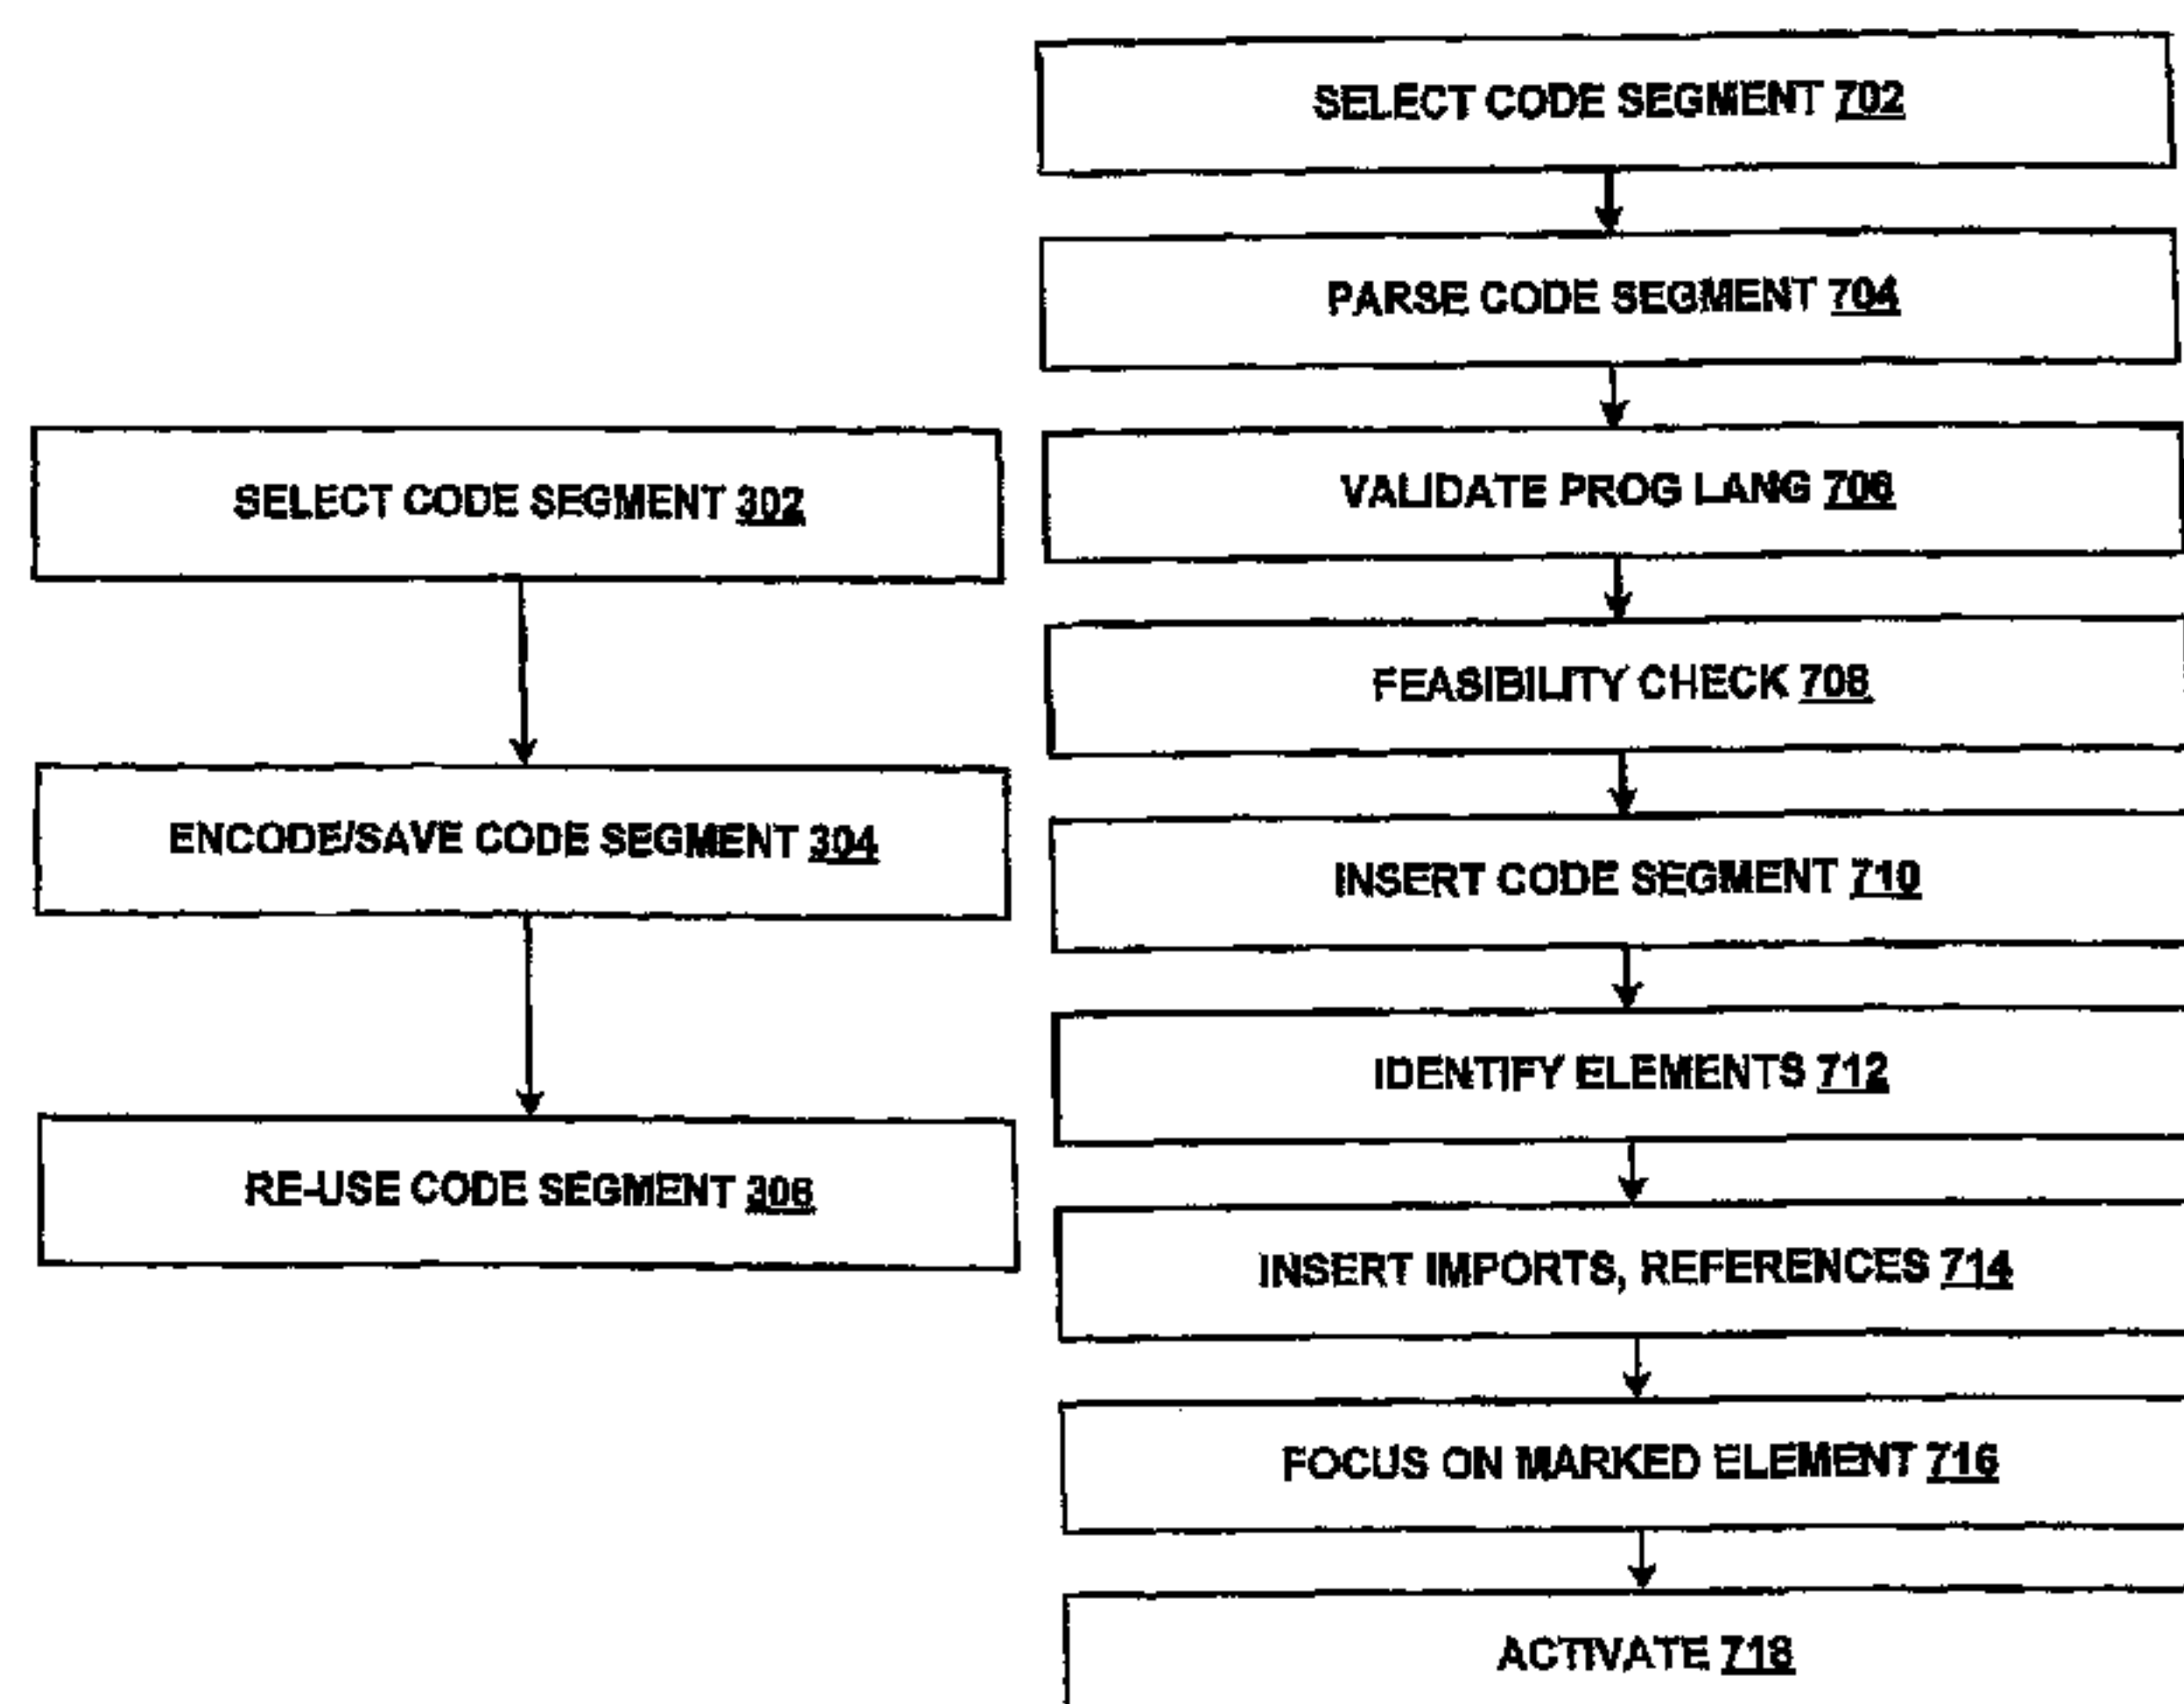 SELECT CODE SEGMENT 302
ENCODE/SAVE CODE SEGMENT 304
RE-USE CODE SEGMENT 306
SELECT CODE SEGMENT 702
PARSE CODE SEGMENT 704
VALIDATE PROG LANG 706
FEASIBILITY CHECK 708
INSERT CODE SEGMENT 710
IDENTIFY ELEMENTS 712
INSERT IMPORTS, REFERENCES 714
FOCUS ON MARKED ELEMENT 716
ACTIVATE 718